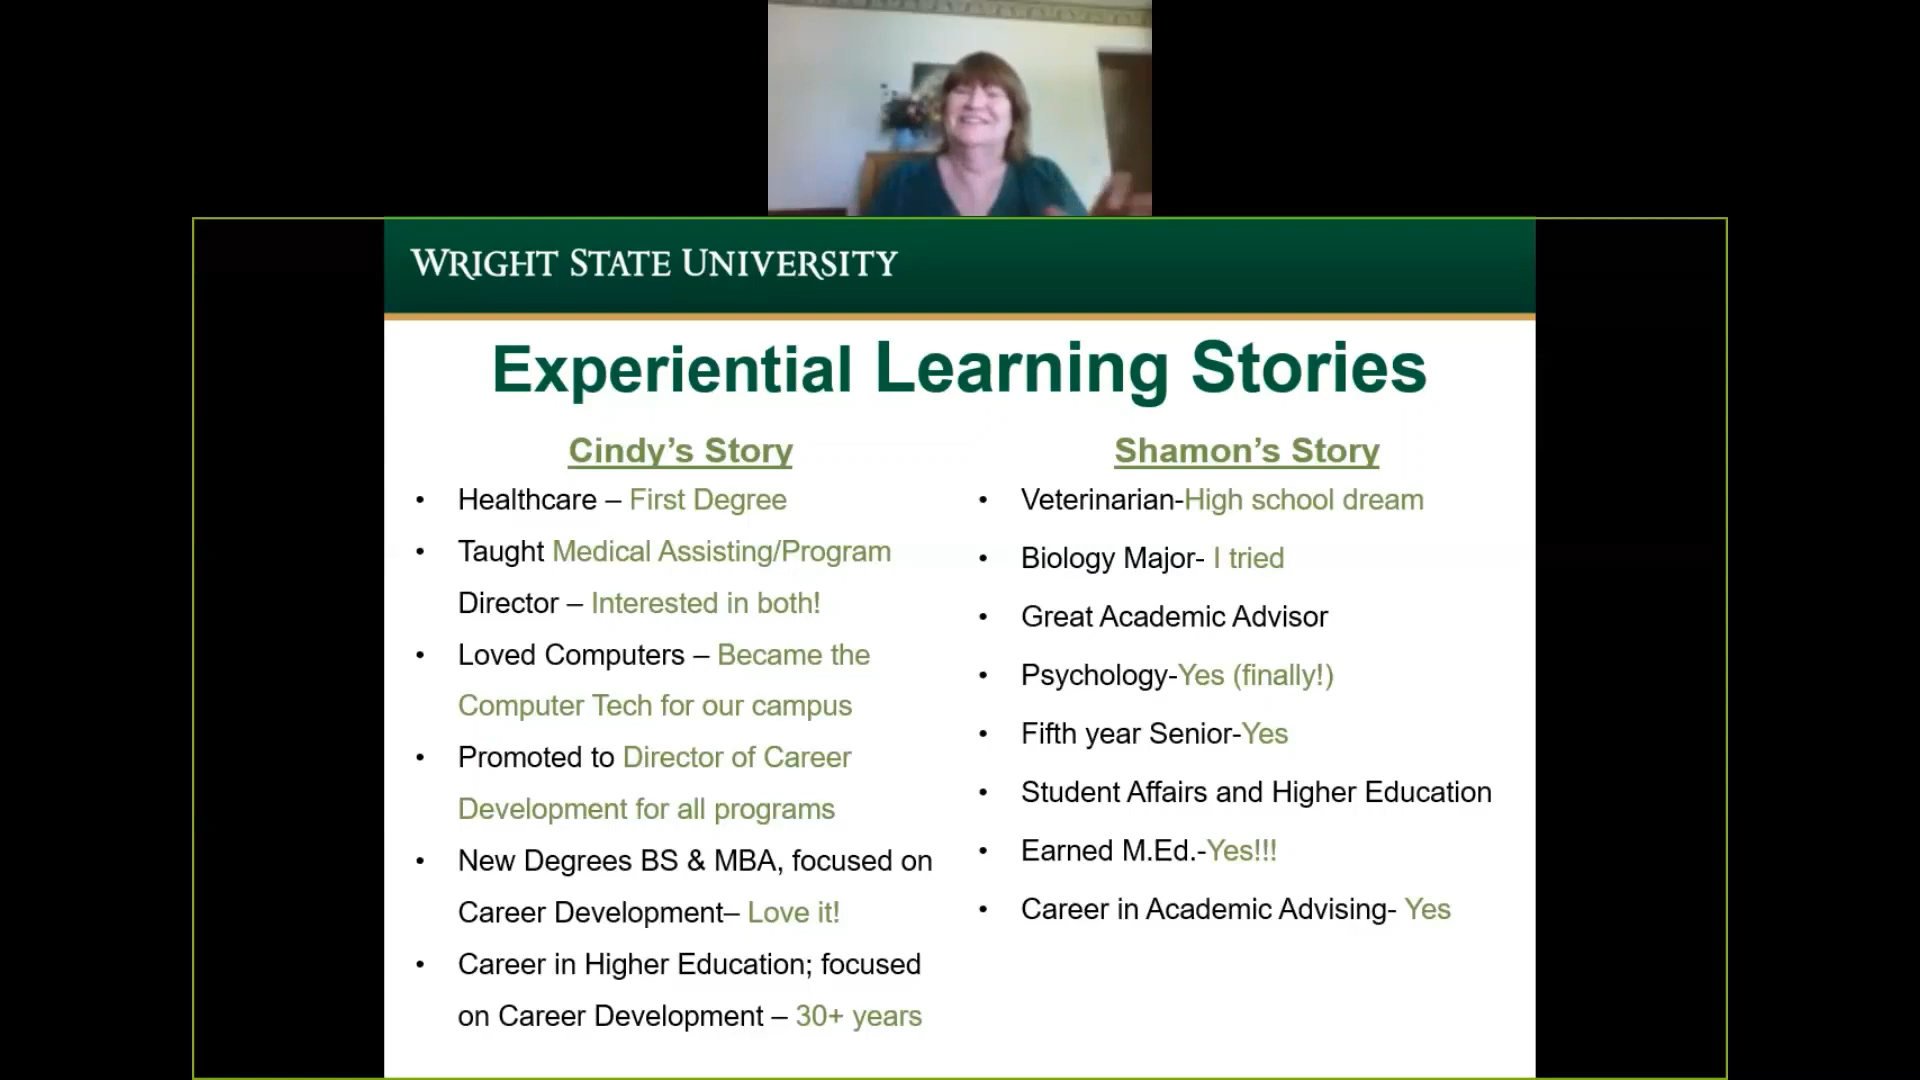 WRIGHT STATE UNIVERSITY
Experiential Learning Stories
Cindy’s Story
• Healthcare – First Degree
• Taught Medical Assisting/Program
Director – Interested in both!
• Loved Computers – Became the
Computer Tech for our campus
• Promoted to Director of Career
Development for all programs
• New Degrees BS & MBA, focused on
Career Development– Love it!
• Career in Higher Education; focused
on Career Development – 30+ years
Shamon’s Story
• Veterinarian-High school dream
• Biology Major- I tried
• Great Academic Advisor
• Psychology-Yes (finally!)
• Fifth year Senior-Yes
• Student Affairs and Higher Education
• Earned M.Ed.-Yes!!!
• Career in Academic Advising- Yes